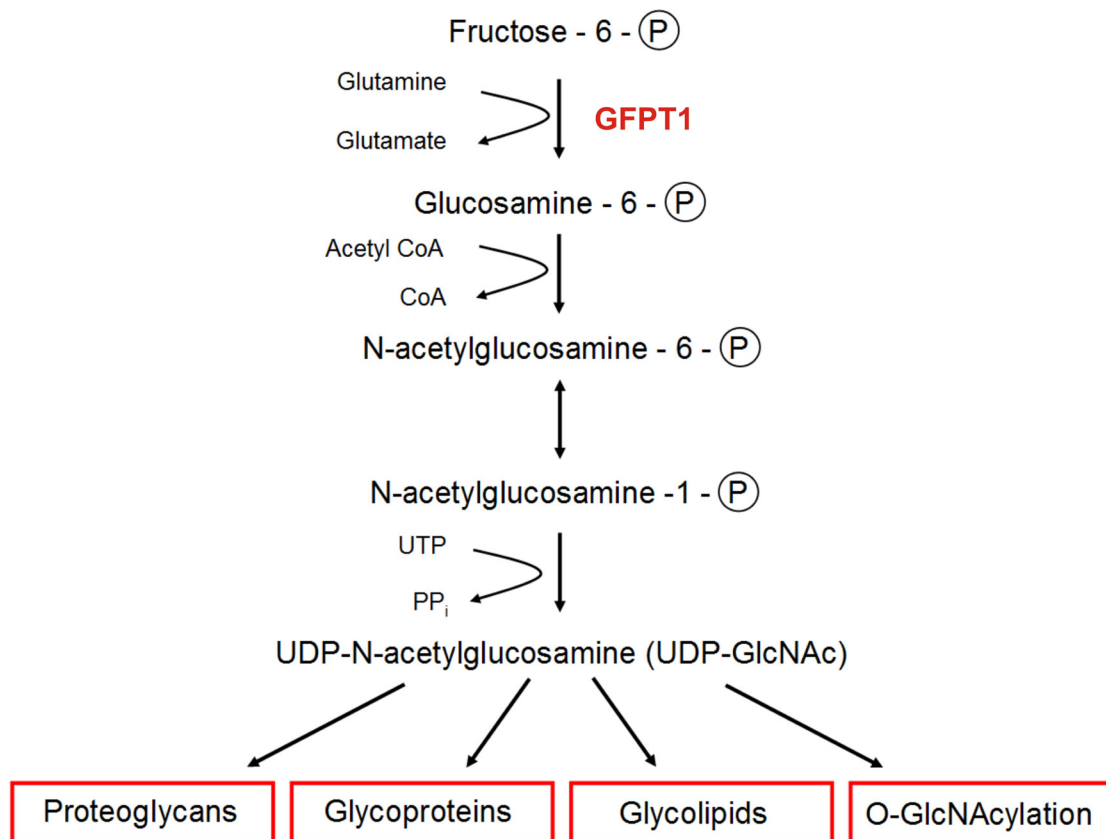 Fructose - 6 - P
Glutamine
GFPT1
Glutamate
Glucosamine - 6 - P
Acetyl CoA
CoA
N-acetylglucosamine - 6 - P
N-acetylglucosamine -1 - P
UTP
PPi
UDP-N-acetylglucosamine (UDP-GlcNAc)
Proteoglycans
Glycoproteins
Glycolipids
O-GlcNAcylation